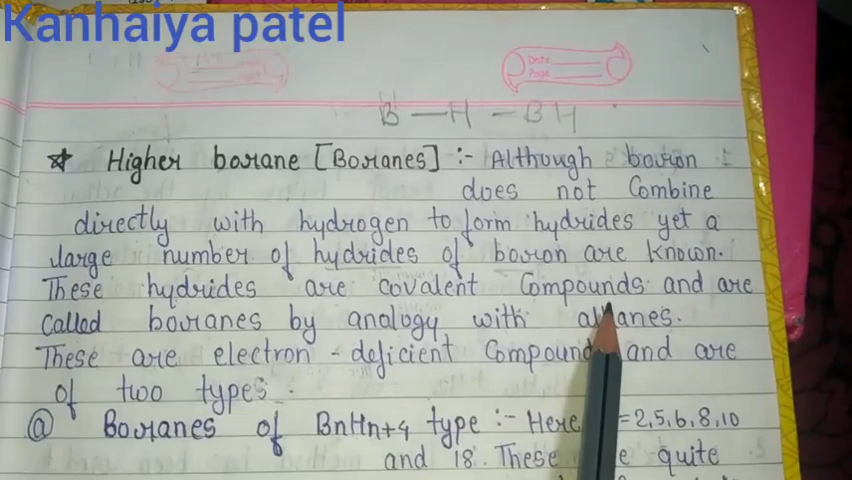 Kanhaiya patel
Date
Page
B — H — BH
☆ Higher borane [Boranes] :- Although boron
does not Combine
directly with hydrogen to form hydrides yet a
large number of hydrides of boron are known.
These hydrides are covalent Compounds and are
Called boranes by analogy with alkanes.
These are electron - deficient Compound and are
of two types .
ⓐ Boranes of BnHn+4 type :- Here =2,5,6,8,10
and 18. These quite